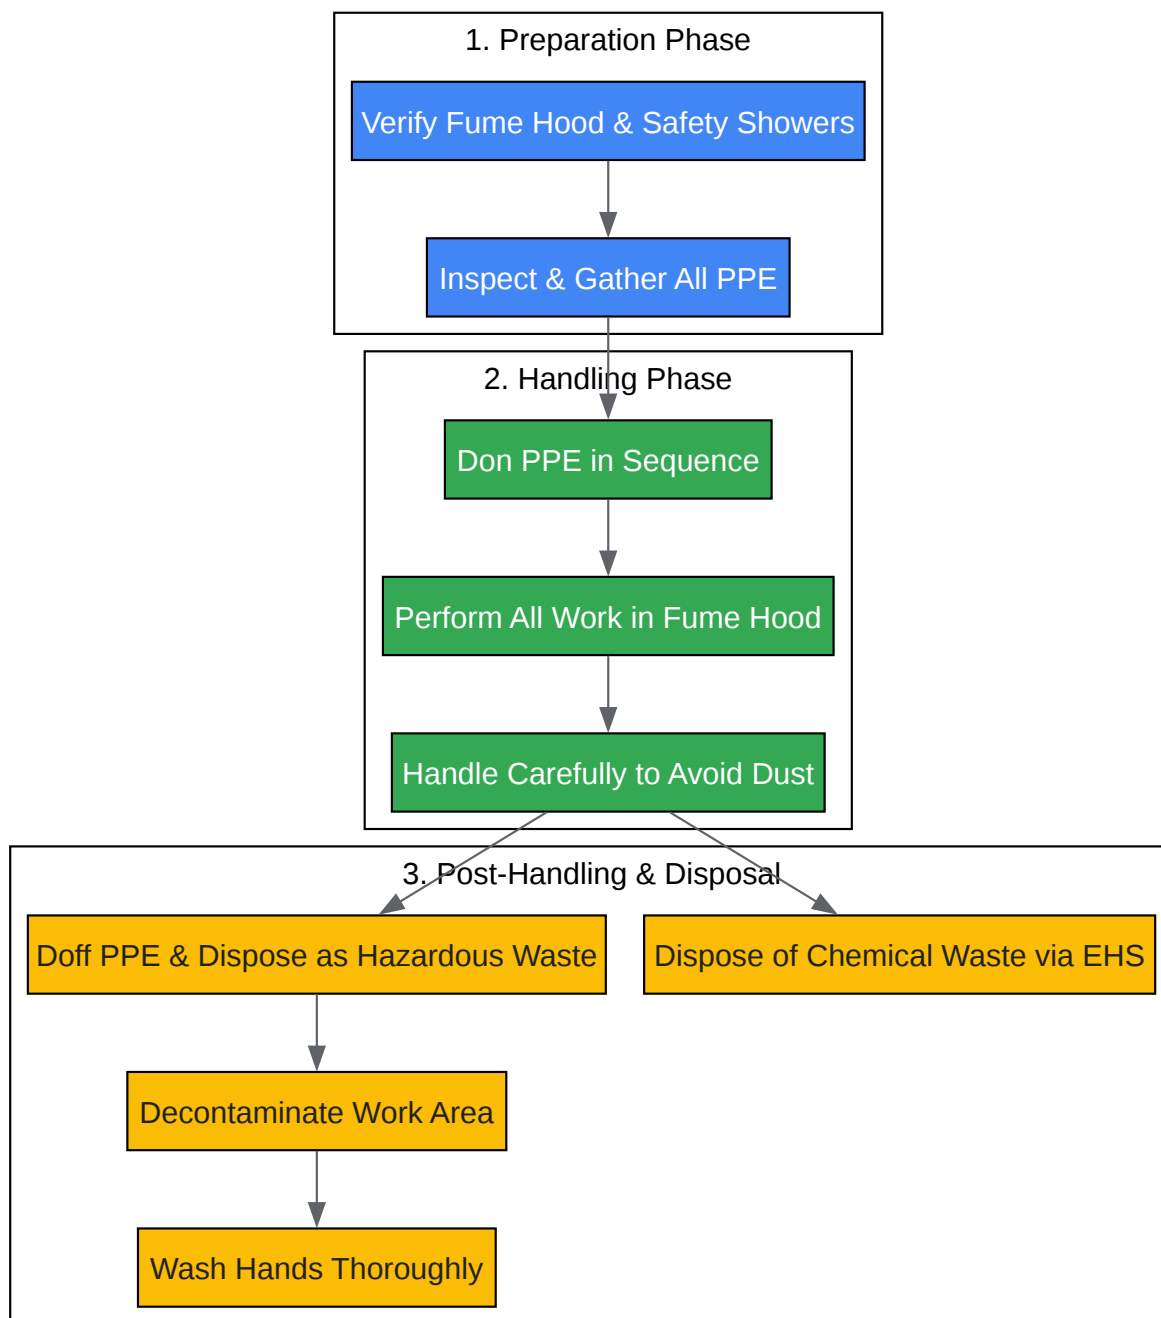 1. Preparation Phase
Verify Fume Hood & Safety Showers
Inspect & Gather All PPE
2. Handling Phase
Don PPE in Sequence
Perform All Work in Fume Hood
Handle Carefully to Avoid Dust
3. Post-Handling & Disposal
Doff PPE & Dispose as Hazardous Waste
Dispose of Chemical Waste via EHS
Decontaminate Work Area
Wash Hands Thoroughly